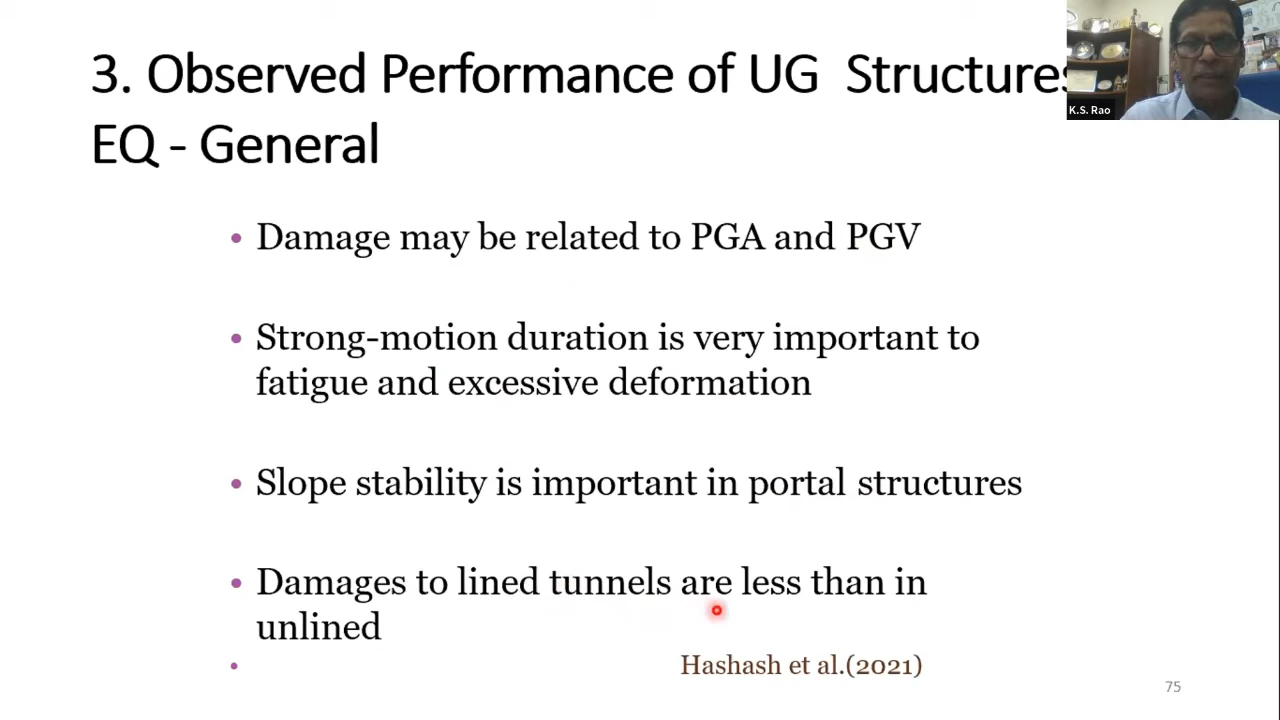 3. Observed Performance of UG Structures
EQ - General
K.S. Rao
• Damage may be related to PGA and PGV
• Strong-motion duration is very important to
fatigue and excessive deformation
• Slope stability is important in portal structures
• Damages to lined tunnels are less than in
unlined
• Hashash et al.(2021)
75